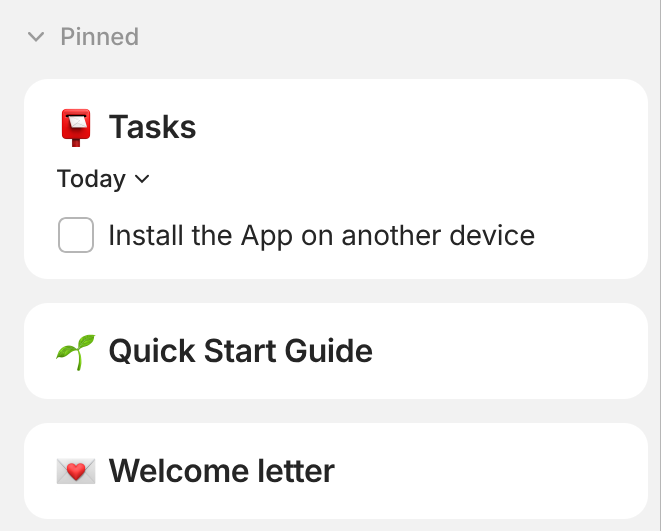 Pinned
Tasks
Today
Install the App on another device
Quick Start Guide
Welcome letter